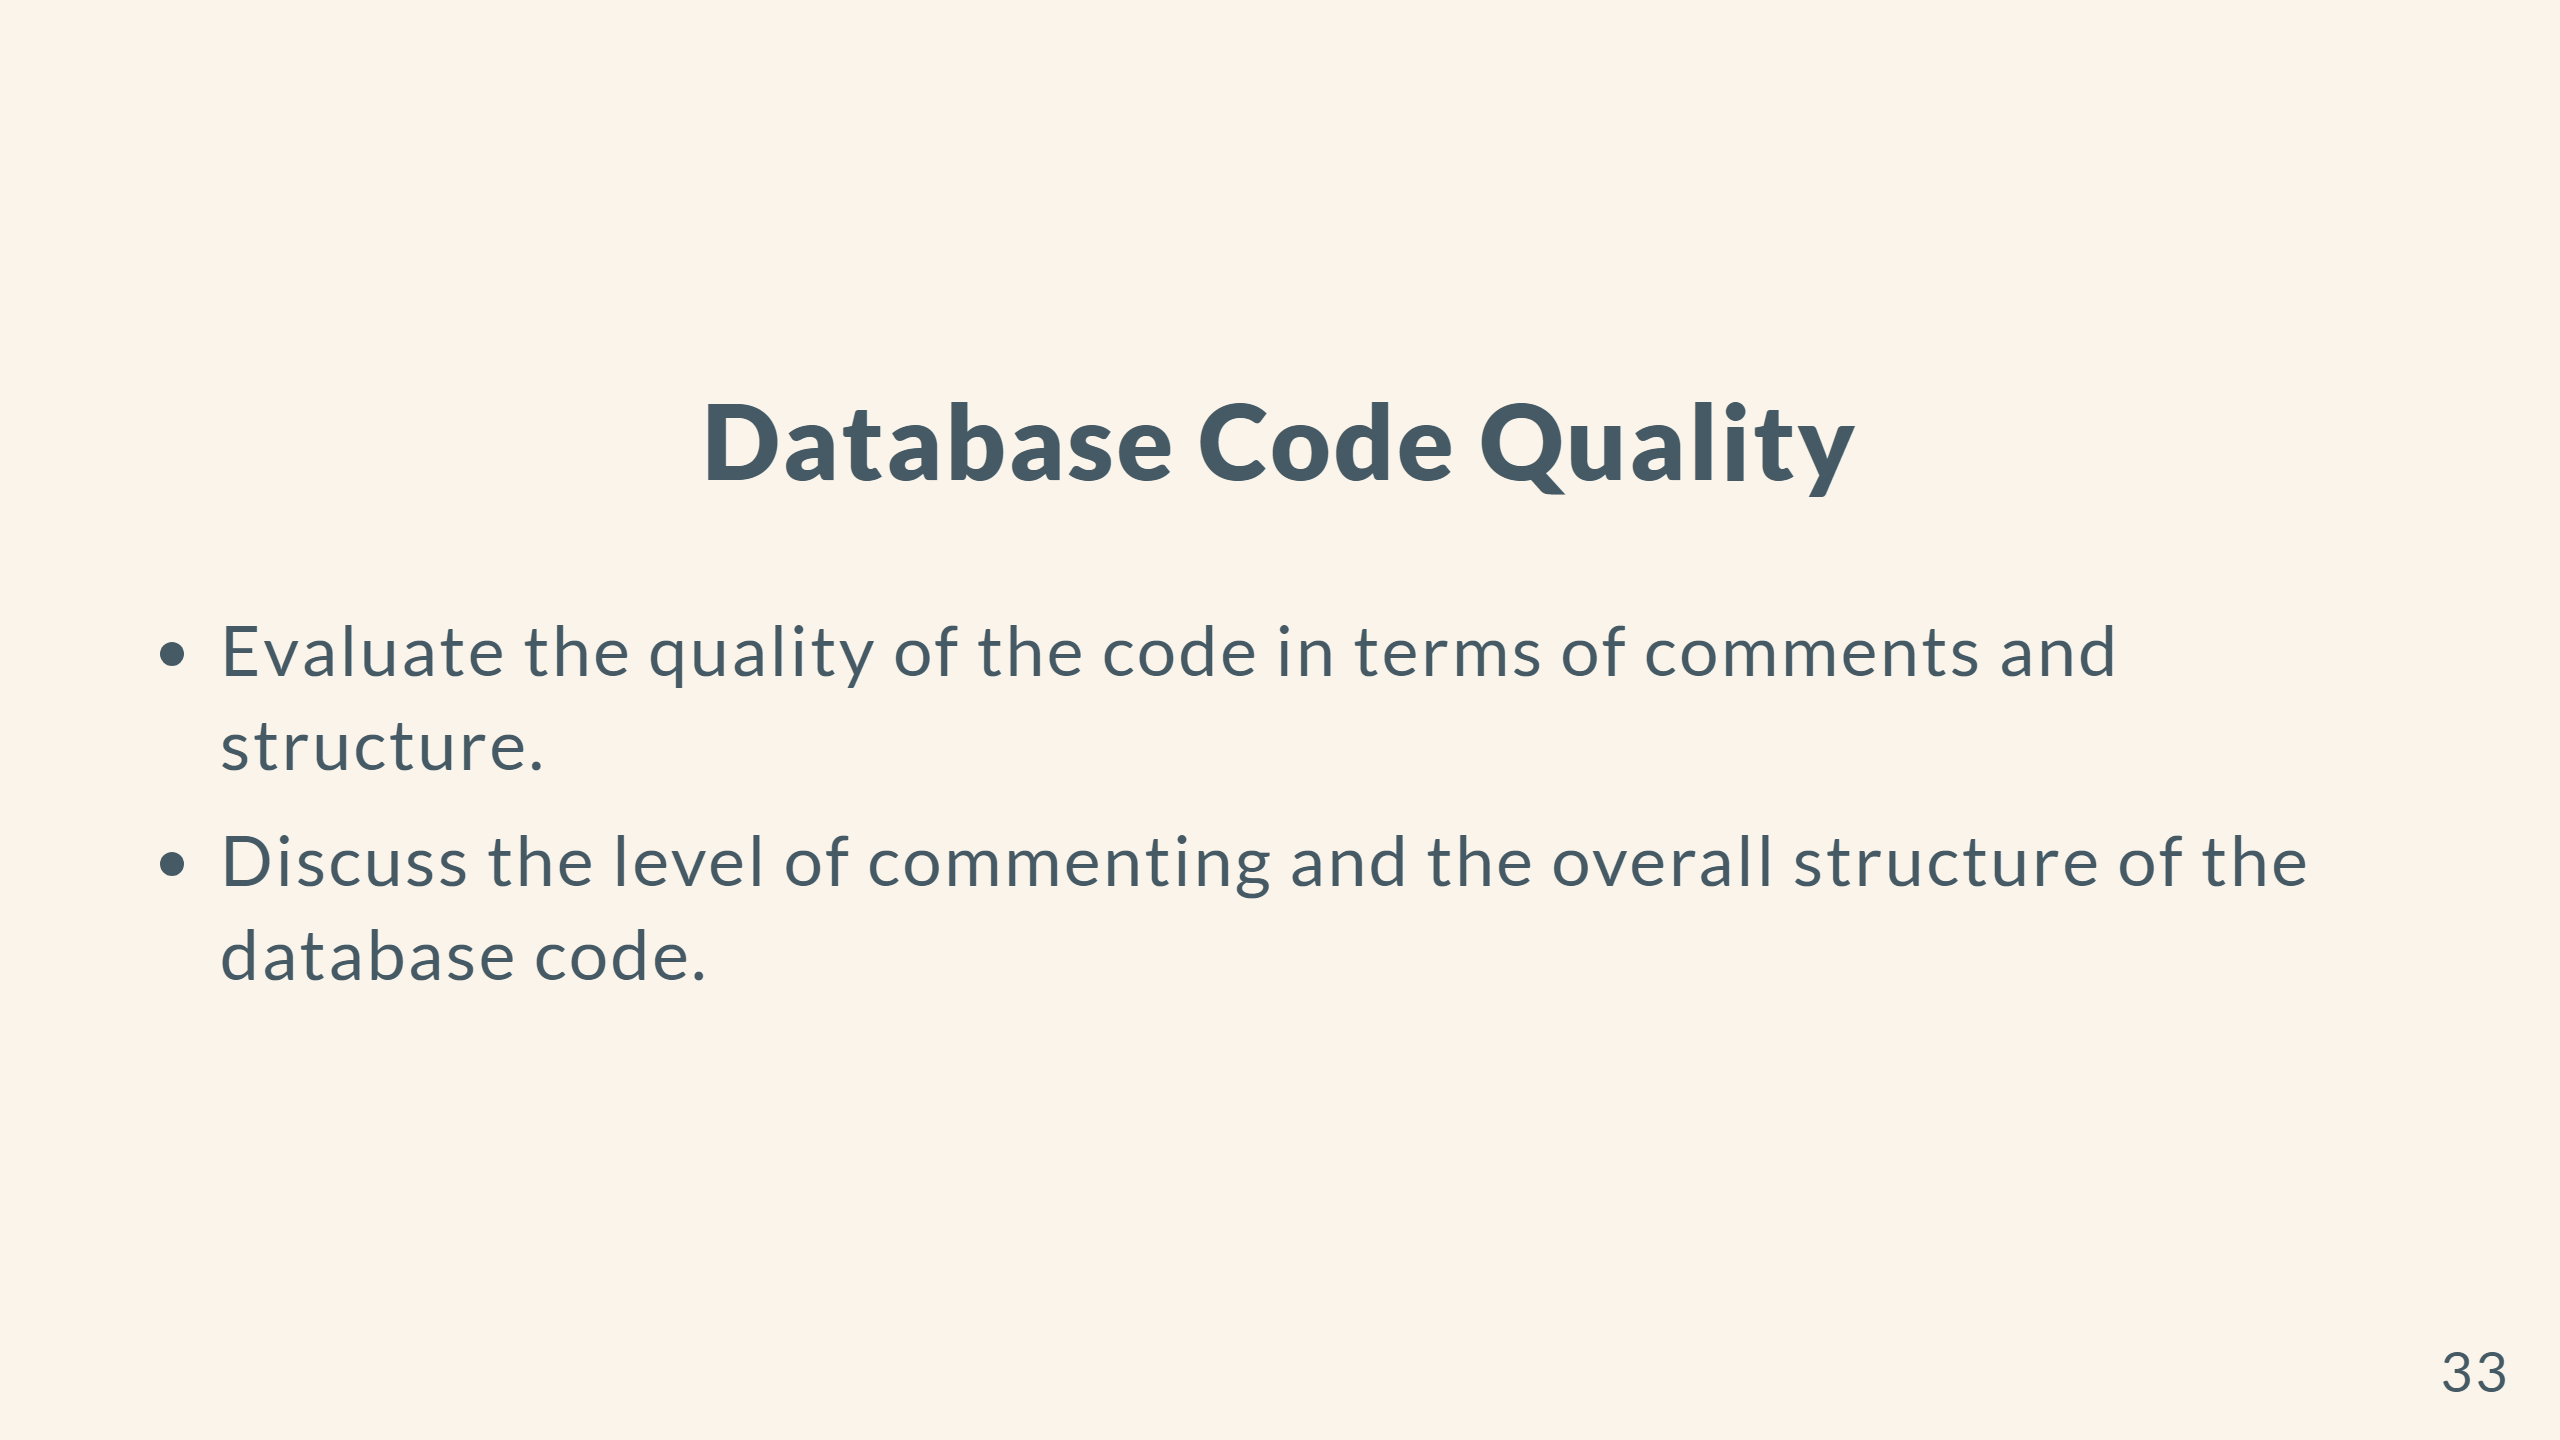 Database Code Quality
• Evaluate the quality of the code in terms of comments and
structure.
• Discuss the level of commenting and the overall structure of the
database code.
33